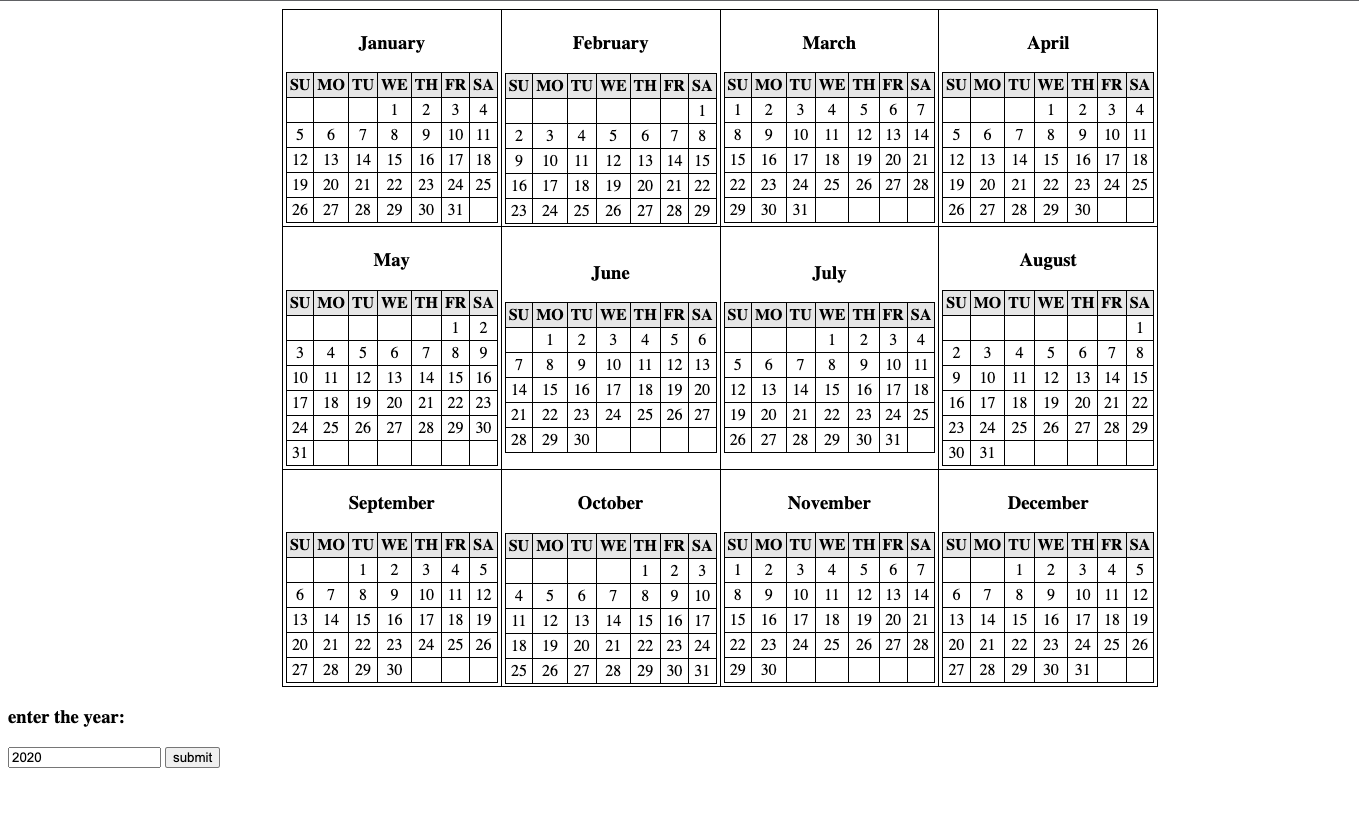 January February March April
SU MO TU WE TH FR SA SU MO TU WE TH FR SA SU MO TU WE TH FR SA SU MO TU WE TH FR SA
1 2 3 4 1 1 2 3 4 5 6 7 1 2 3 4
5 6 7 8 9 10 11 2 3 4 5 6 7 8 8 9 10 11 12 13 14 5 6 7 8 9 10 11
12 13 14 15 16 17 18 9 10 11 12 13 14 15 15 16 17 18 19 20 21 12 13 14 15 16 17 18
19 20 21 22 23 24 25 16 17 18 19 20 21 22 22 23 24 25 26 27 28 19 20 21 22 23 24 25
26 27 28 29 30 31 23 24 25 26 27 28 29 29 30 31 26 27 28 29 30
May June July August
SU MO TU WE TH FR SA SU MO TU WE TH FR SA SU MO TU WE TH FR SA SU MO TU WE TH FR SA
1 2 1 2 3 4 5 6 1 2 3 4 1
3 4 5 6 7 8 9 7 8 9 10 11 12 13 5 6 7 8 9 10 11 2 3 4 5 6 7 8
10 11 12 13 14 15 16 14 15 16 17 18 19 20 12 13 14 15 16 17 18 9 10 11 12 13 14 15
17 18 19 20 21 22 23 21 22 23 24 25 26 27 19 20 21 22 23 24 25 16 17 18 19 20 21 22
24 25 26 27 28 29 30 28 29 30 26 27 28 29 30 31 23 24 25 26 27 28 29
31 30 31
September October November December
SU MO TU WE TH FR SA SU MO TU WE TH FR SA SU MO TU WE TH FR SA SU MO TU WE TH FR SA
1 2 3 4 5 1 2 3 1 2 3 4 5 6 7 1 2 3 4 5
6 7 8 9 10 11 12 4 5 6 7 8 9 10 8 9 10 11 12 13 14 6 7 8 9 10 11 12
13 14 15 16 17 18 19 11 12 13 14 15 16 17 15 16 17 18 19 20 21 13 14 15 16 17 18 19
20 21 22 23 24 25 26 18 19 20 21 22 23 24 22 23 24 25 26 27 28 20 21 22 23 24 25 26
27 28 29 30 25 26 27 28 29 30 31 29 30 27 28 29 30 31
enter the year:
2020 submit